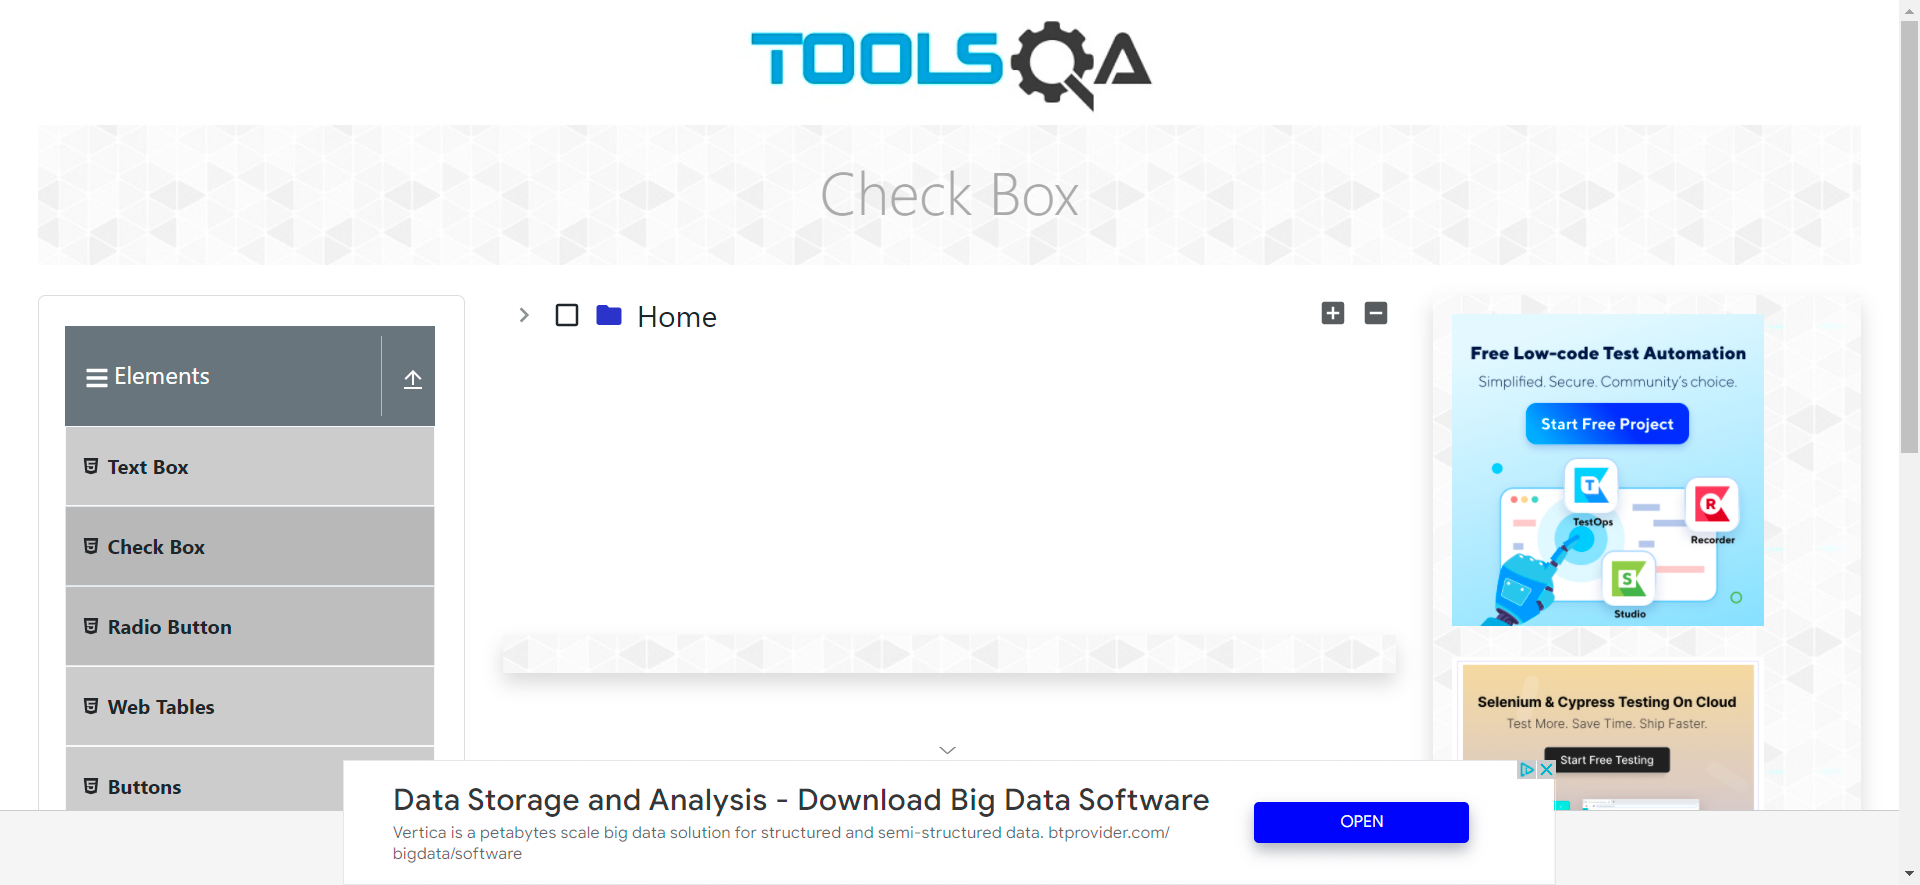 TOOLSQA
Check Box
Elements
Text Box
Check Box
Radio Button
Web Tables
Buttons
Home
Free Low-code Test Automation
Simplified. Secure. Community's choice.
Start Free Project
T
TestOps
R
Recorder
S
Studio
Selenium & Cypress Testing On Cloud
Test More. Save Time. Ship Faster.
Start Free Testing
Data Storage and Analysis - Download Big Data Software
Vertica is a petabytes scale big data solution for structured and semi-structured data. btprovider.com/
bigdata/software
OPEN